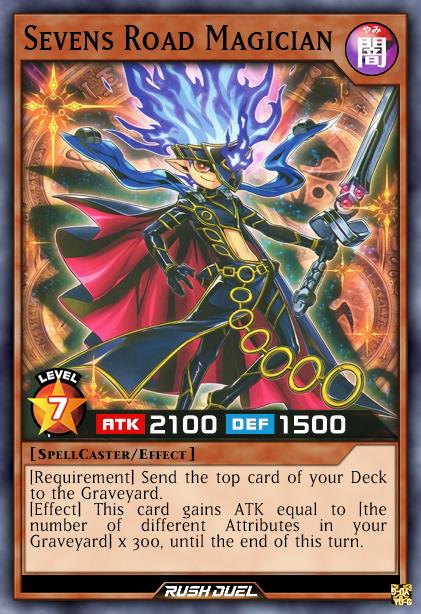 Sevens Road Magician
やみ
闇
LEVEL
7
ATK 2100 DEF 1500
[SpellCaster/Effect]
[Requirement] Send the top card of your Deck
to the Graveyard.
[Effect] This card gains ATK equal to [the
number of different Attributes in your
Graveyard] x 300, until the end of this turn.
RUSH DUEL